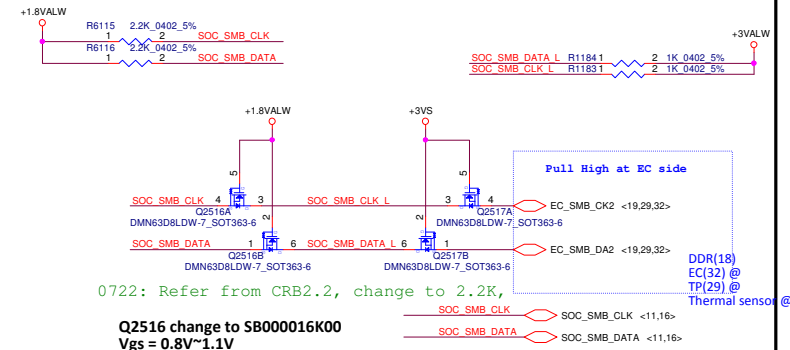 +1.8VALW
R6115 2.2K_0402_5%
1 2 SOC_SMB_CLK
R6116 2.2K_0402_5%
1 2 SOC_SMB_DATA
+3VALW
SOC_SMB_DATA_L R1184 1 2 1K_0402_5%
SOC_SMB_CLK_L R1183 1 2 1K_0402_5%
+1.8VALW +3VS
Pull High at EC side
5 5
SOC_SMB_CLK 4 3 SOC_SMB_CLK_L 3 4 EC_SMB_CK2 <19,29,32>
Q2516A Q2517A
DMN63D8LDW-7_SOT363-6 DMN63D8LDW-7_SOT363-6
2 2
SOC_SMB_DATA 1 6 SOC_SMB_DATA_L 6 1 EC_SMB_DA2 <19,29,32>
Q2516B Q2517B
DMN63D8LDW-7_SOT363-6 DMN63D8LDW-7_SOT363-6
DDR(18)
EC(32) @
TP(29) @
Thermal sensor @
0722: Refer from CRB2.2, change to 2.2K,
SOC_SMB_CLK SOC_SMB_CLK <11,16>
SOC_SMB_DATA SOC_SMB_DATA <11,16>
Q2516 change to SB000016K00
Vgs = 0.8V~1.1V